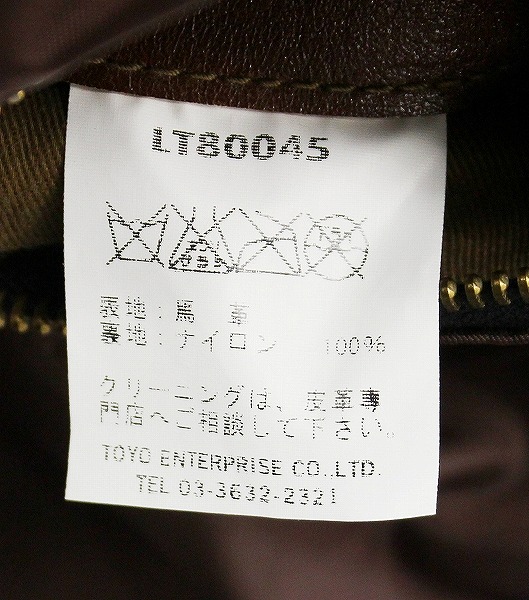 LT80045
表地：馬 革
裏地：ナイロン 100%
クリーニングは、皮革専
門店へご相談して下さい。
TOYO ENTERPRISE CO.,LTD.
TEL 03-3632-2321